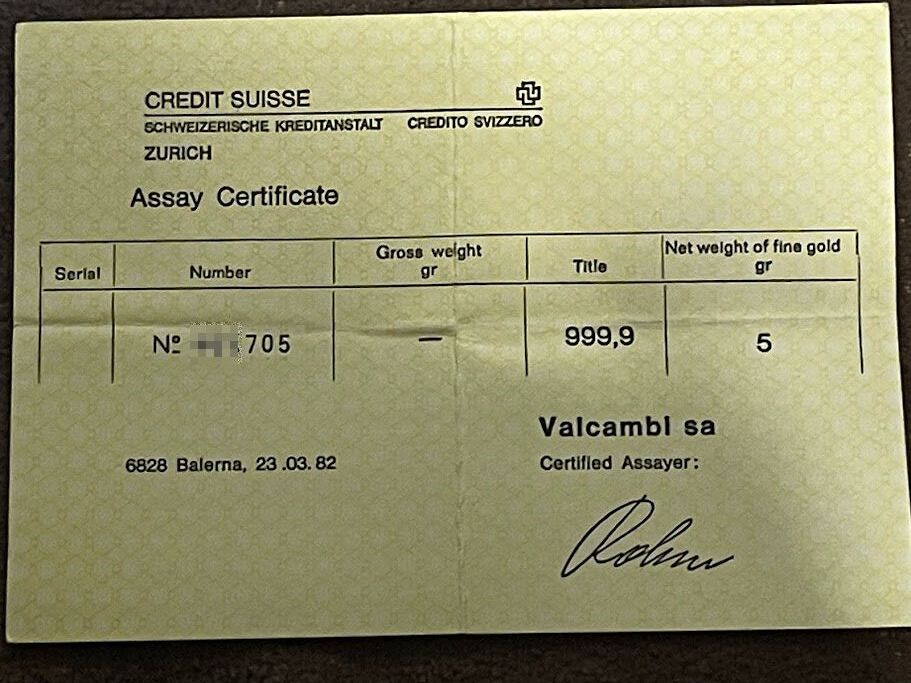 CREDIT SUISSE
SCHWEIZERISCHE KREDITANSTALT CREDITO SVIZZERO
ZURICH
Assay Certificate
Serial Number Gross weight gr Title Net weight of fine gold gr
Nº 705 — 999,9 5
Valcambi sa
6828 Balerna, 23.03.82 Certified Assayer: